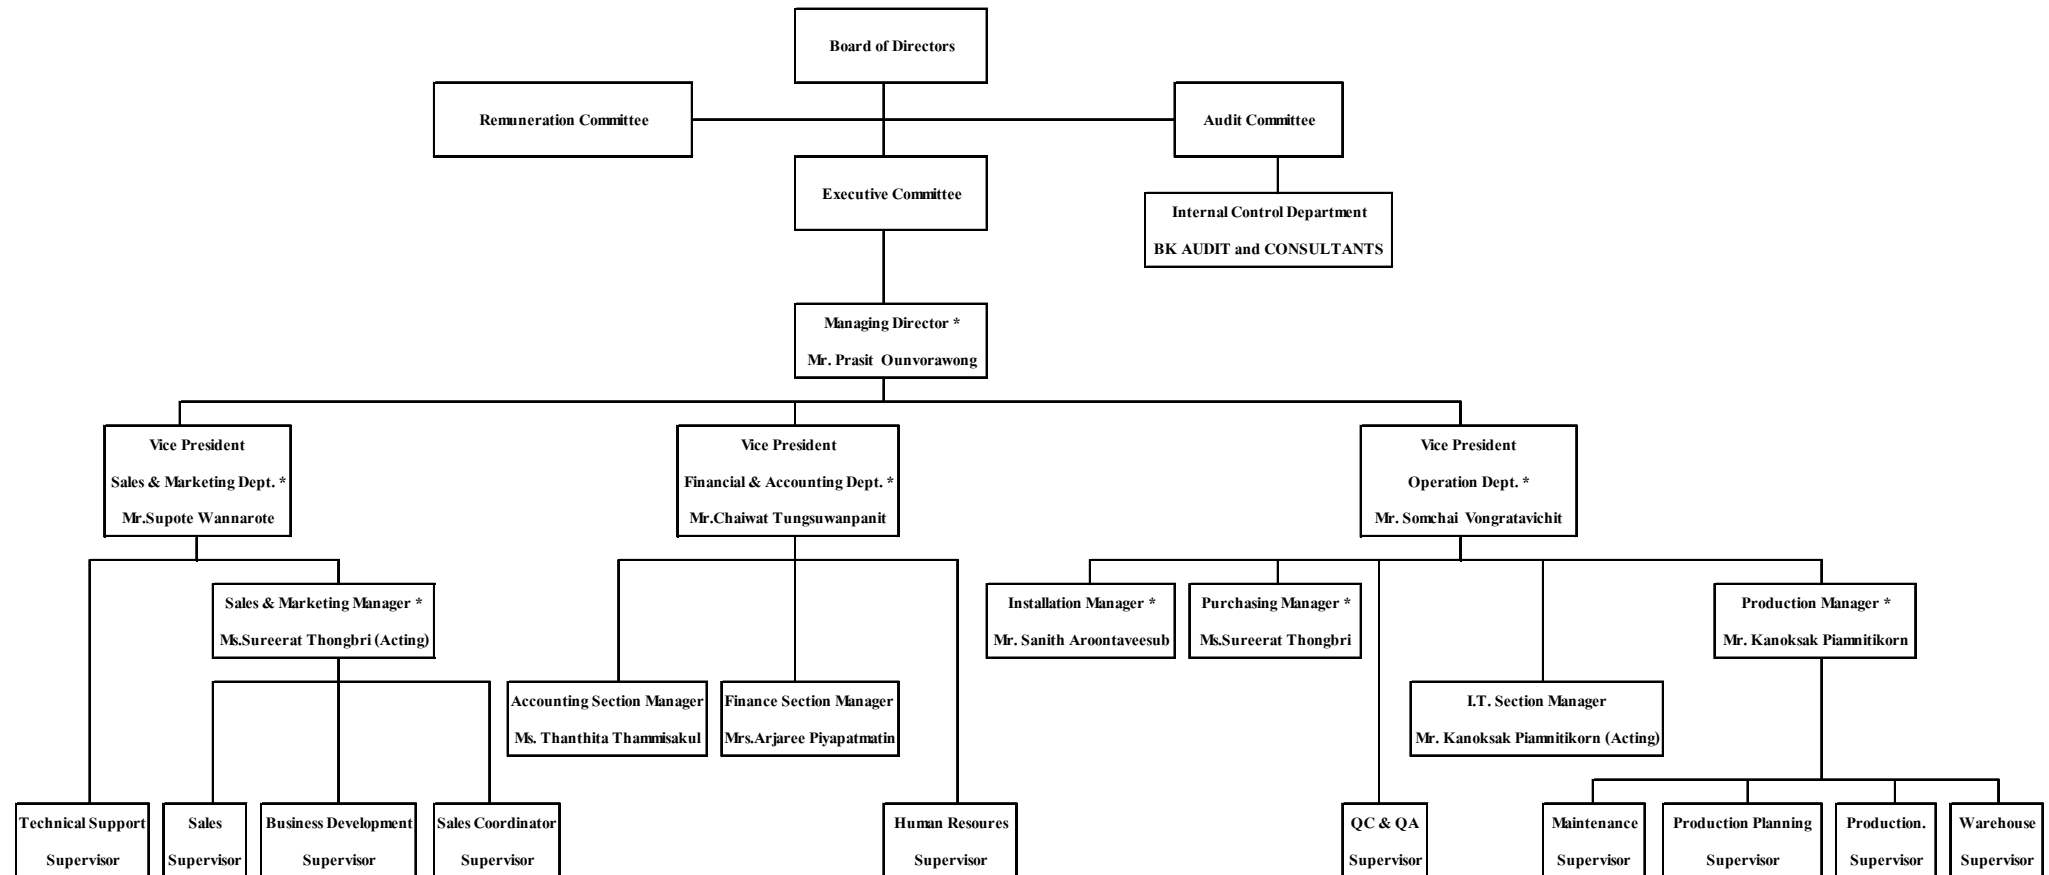 Board of Directors
Remuneration Committee
Audit Committee
Executive Committee
Internal Control Department
BK AUDIT and CONSULTANTS
Managing Director *
Mr. Prasit  Ounvorawong
Vice President
Sales & Marketing Dept. *
Mr.Supote Wannarote
Vice President
Financial & Accounting Dept. *
Mr.Chaiwat Tungsuwanpanit
Vice President
Operation Dept. *
Mr. Somchai  Vongratavichit
Sales & Marketing Manager *
Ms.Sureerat Thongbri (Acting)
Installation Manager *
Mr. Sanith Aroontaveesub
Purchasing Manager *
Ms.Sureerat Thongbri
Production Manager *
Mr. Kanoksak Piamnitikorn
Accounting Section Manager
Ms. Thanthita Thammisakul
Finance Section Manager
Mrs.Arjaree Piyapatmatin
I.T. Section Manager
Mr. Kanoksak Piamnitikorn (Acting)
Technical Support
Supervisor
Sales
Supervisor
Business Development
Supervisor
Sales Coordinator
Supervisor
Human Resoures
Supervisor
QC & QA
Supervisor
Maintenance
Supervisor
Production Planning
Supervisor
Production.
Supervisor
Warehouse
Supervisor